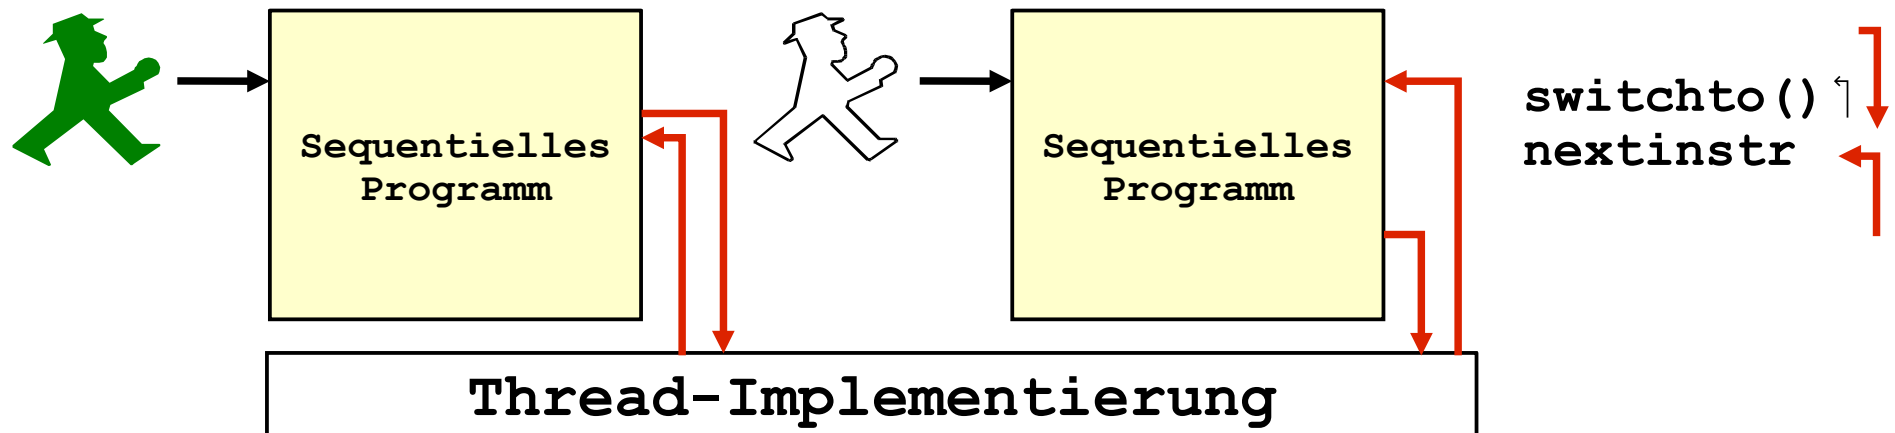 Sequentielles
Programm
Sequentielles
Programm
switchto()
nextinstr
Thread-Implementierung